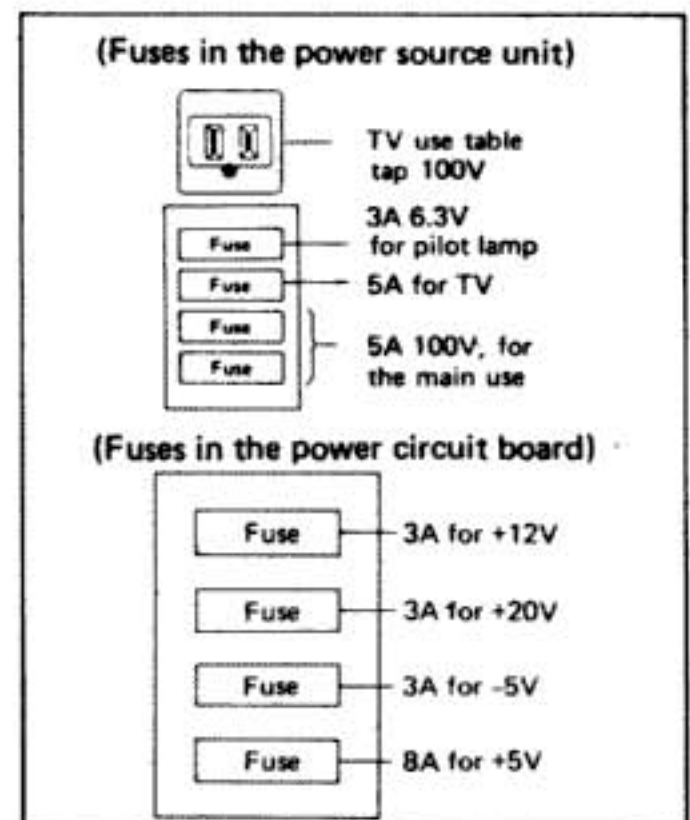 (Fuses in the power source unit)
TV use table
tap 100V
Fuse
3A 6.3V
for pilot lamp
Fuse
5A for TV
Fuse
Fuse
5A 100V, for
the main use
(Fuses in the power circuit board)
Fuse
3A for +12V
Fuse
3A for +20V
Fuse
3A for -5V
Fuse
8A for +5V